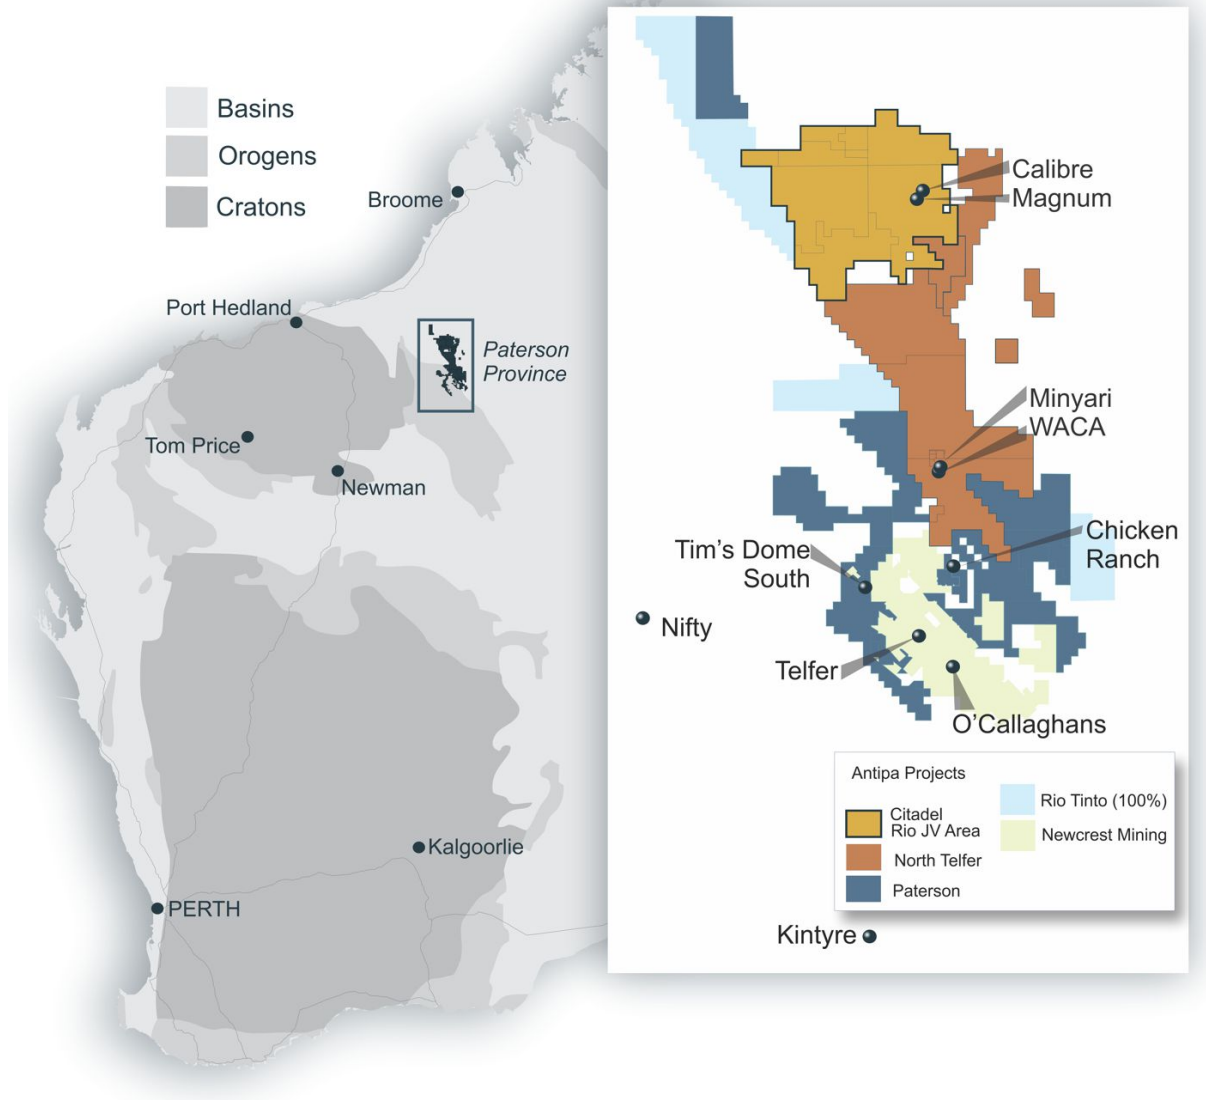 Basins
Orogens
Cratons
Broome
Port Hedland
Paterson
Province
Tom Price
Newman
Kalgoorlie
PERTH
Calibre
Magnum
Minyari
WACA
Chicken
Ranch
Tim's Dome
South
Nifty
Telfer
O'Callaghans
Antipa Projects
Citadel
Rio JV Area
North Telfer
Paterson
Rio Tinto (100%)
Newcrest Mining
Kintyre